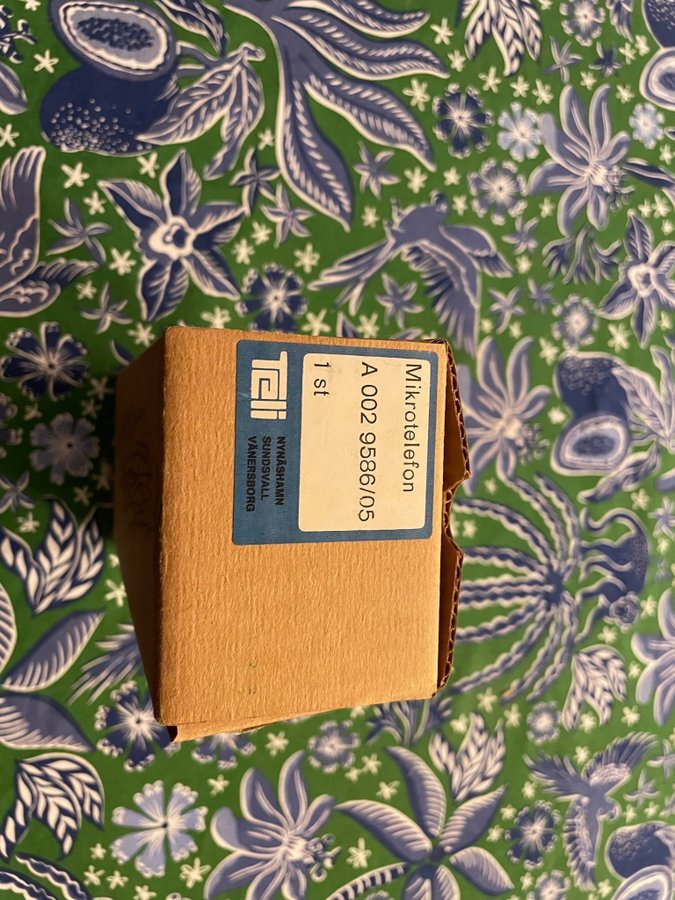 Mikrotelefon
A 002 9586/05
1 st
Teli
NYNÄSHAMN
SUNDSVALL
VÄNERSBORG